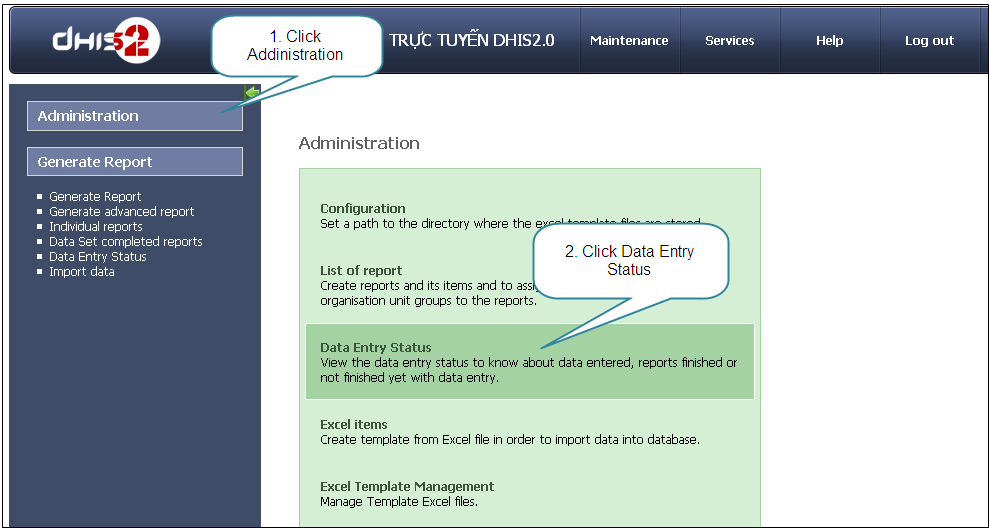 dhis2
TRỰC TUYẾN DHIS2.0
Maintenance
Services
Help
Log out
1. Click
Addinistration
Administration
Generate Report
Generate Report
Generate advanced report
Individual reports
Data Set completed reports
Data Entry Status
Import data
Administration
Configuration
Set a path to the directory where the excel template files are stored.
2. Click Data Entry
Status
List of report
Create reports and its items and to assig
organisation unit groups to the reports.
Data Entry Status
View the data entry status to know about data entered, reports finished or
not finished yet with data entry.
Excel items
Create template from Excel file in order to import data into database.
Excel Template Management
Manage Template Excel files.